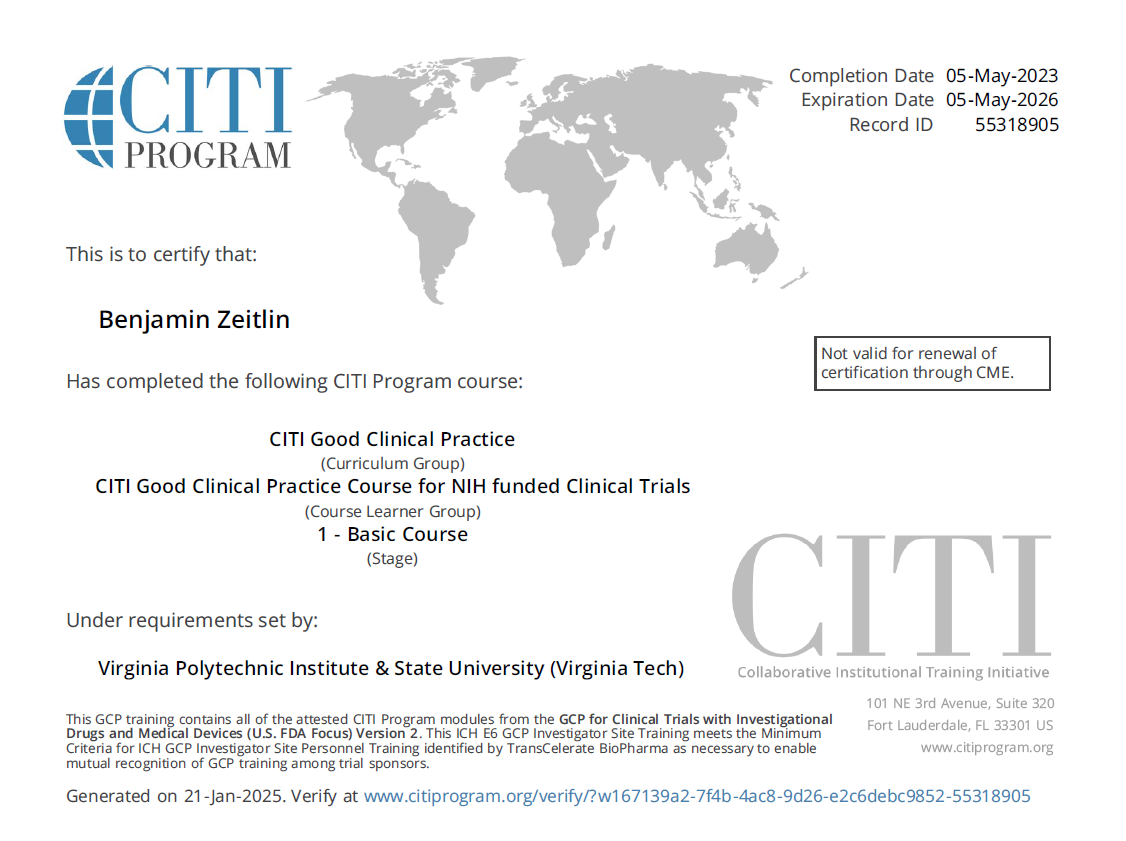 CITI
PROGRAM
Completion Date 05-May-2023
Expiration Date 05-May-2026
Record ID 55318905
This is to certify that:
Benjamin Zeitlin
Not valid for renewal of
certification through CME.
Has completed the following CITI Program course:
CITI Good Clinical Practice
(Curriculum Group)
CITI Good Clinical Practice Course for NIH funded Clinical Trials
(Course Learner Group)
1 - Basic Course
(Stage)
Under requirements set by:
Virginia Polytechnic Institute & State University (Virginia Tech)
CITI
Collaborative Institutional Training Initiative
101 NE 3rd Avenue, Suite 320
Fort Lauderdale, FL 33301 US
www.citiprogram.org
This GCP training contains all of the attested CITI Program modules from the GCP for Clinical Trials with Investigational
Drugs and Medical Devices (U.S. FDA Focus) Version 2. This ICH E6 GCP Investigator Site Training meets the Minimum
Criteria for ICH GCP Investigator Site Personnel Training identified by TransCelerate BioPharma as necessary to enable
mutual recognition of GCP training among trial sponsors.
Generated on 21-Jan-2025. Verify at www.citiprogram.org/verify/?w167139a2-7f4b-4ac8-9d26-e2c6debc9852-55318905